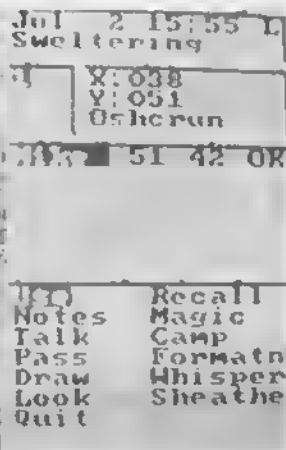 Jul 2 15:55
Sweltering
X:038
Y:051
Oshcrun
51 42 OK
Recall
Notes Magic
Talk Camp
Pass Formatn
Draw Whisper
Look Sheathe
Quit